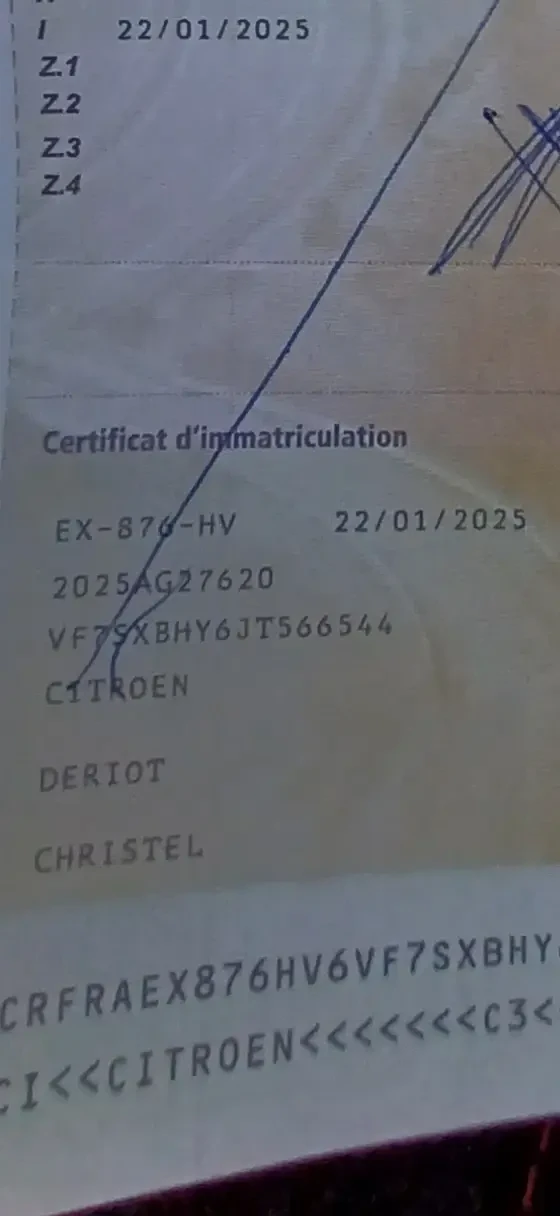 I 22/01/2025
Z.1
Z.2
Z.3
Z.4
Certificat d'immatriculation
EX-876-HV 22/01/2025
2025AG27620
VF7SXBHY6JT566544
CITROEN
DERIOT
CHRISTEL
CRFRAEX876HV6VF7SXBHY
CI<<CITROEN<<<<<<<C3<